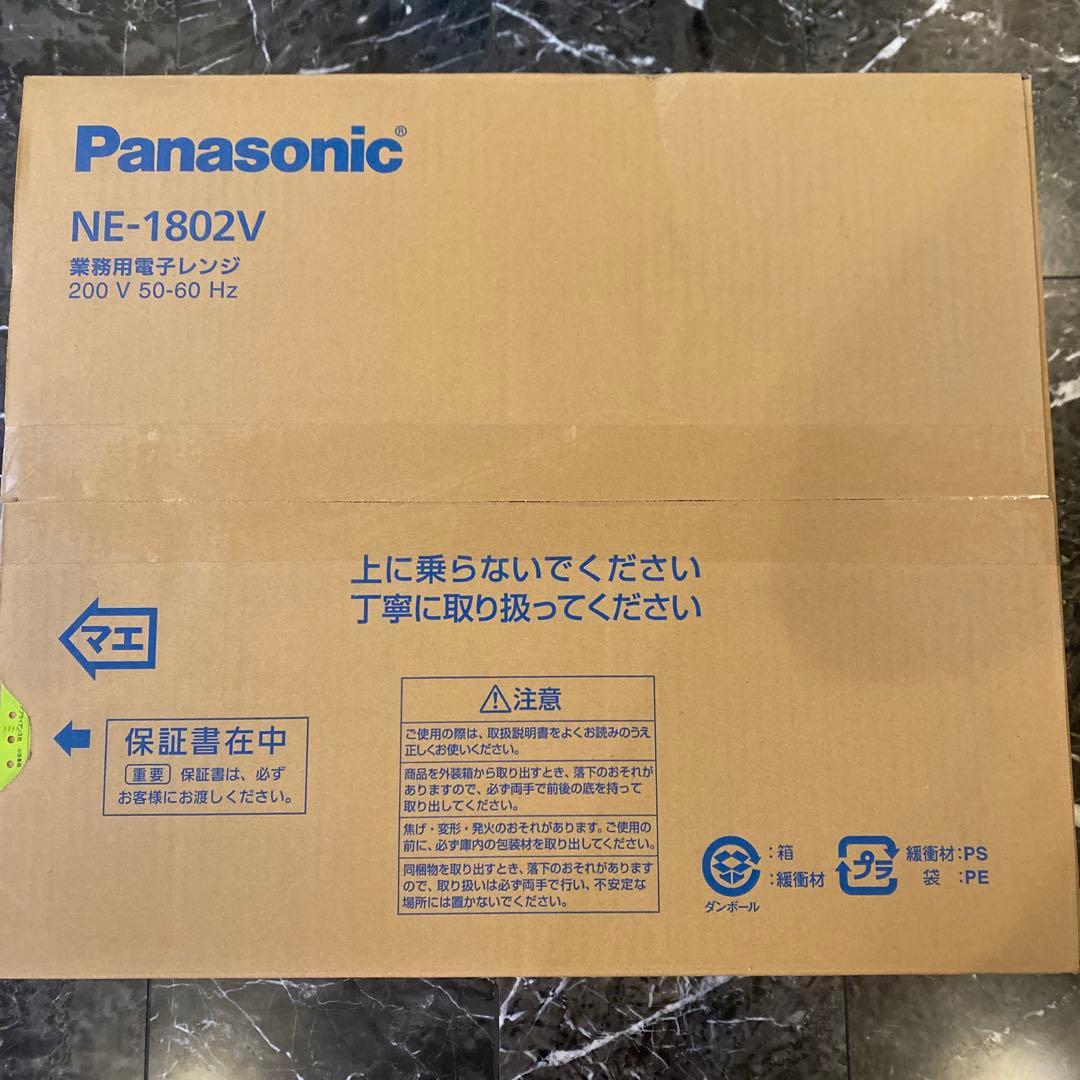 Panasonic®
NE-1802V
業務用電子レンジ
200 V 50-60 Hz
上に乗らないでください
丁寧に取り扱ってください
マエ
保証書在中
重要 保証書は、必ず
お客様にお渡しください。
⚠注意
ご使用の際は、取扱説明書をよくお読みのうえ
正しくお使いください。
商品を外装箱から取り出すとき、落下のおそれが
ありますので、必ず両手で前後の底を持って
取り出してください。
焦げ・変形・発火のおそれがあります。ご使用の
前に、必ず庫内の包装材を取り出してください。
同梱物を取り出すとき、落下のおそれがあります
ので、取り扱いは必ず両手で行い、不安定な
場所には置かないでください。
:箱
:緩衝材
ダンボール
プラ
緩衝材:PS
袋 :PE